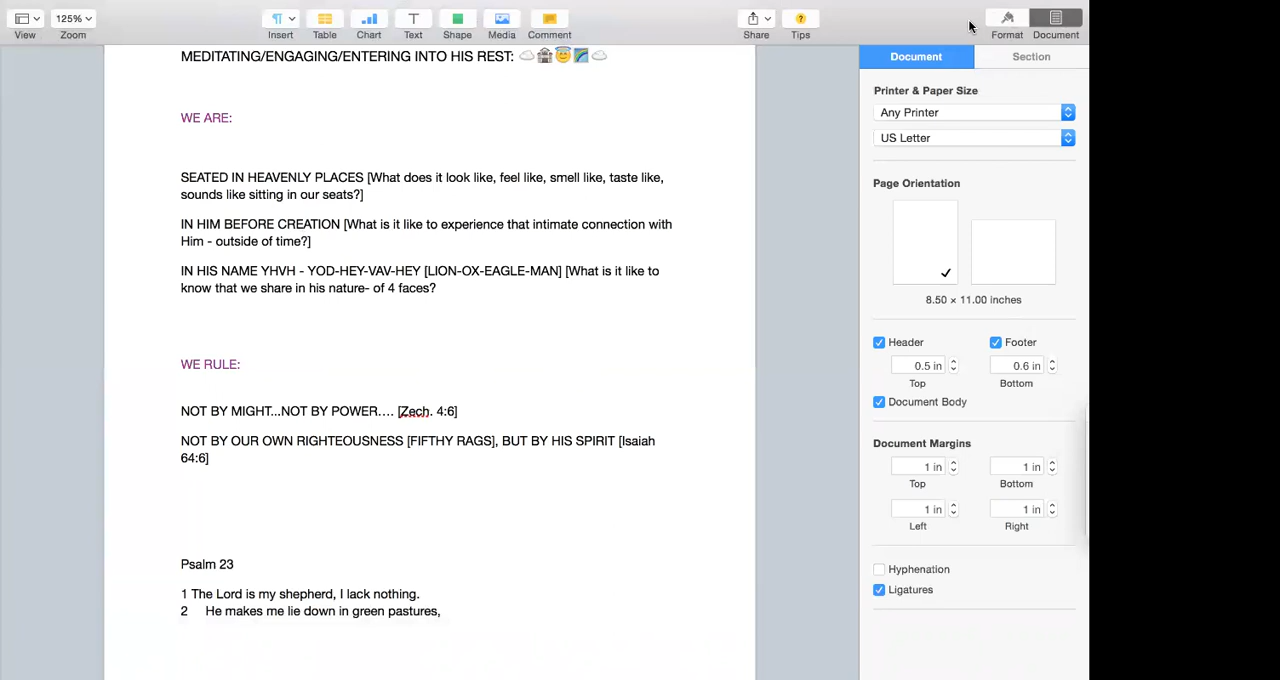 View
125%
Zoom
Insert
Table
Chart
T
Text
Shape
Media
Comment
Share
?
Tips
Format
Document
MEDITATING/ENGAGING/ENTERING INTO HIS REST:
WE ARE:
SEATED IN HEAVENLY PLACES [What does it look like, feel like, smell like, taste like,
sounds like sitting in our seats?]
IN HIM BEFORE CREATION [What is it like to experience that intimate connection with
Him - outside of time?]
IN HIS NAME YHVH - YOD-HEY-VAV-HEY [LION-OX-EAGLE-MAN] [What is it like to
know that we share in his nature- of 4 faces?
WE RULE:
NOT BY MIGHT...NOT BY POWER…. [Zech. 4:6]
NOT BY OUR OWN RIGHTEOUSNESS [FIFTHY RAGS], BUT BY HIS SPIRIT [Isaiah
64:6]
Psalm 23
1 The Lord is my shepherd, I lack nothing.
2 He makes me lie down in green pastures,
Document
Section
Printer & Paper Size
Any Printer
US Letter
Page Orientation
8.50 × 11.00 inches
Header
Footer
0.5 in
0.6 in
Top
Bottom
Document Body
Document Margins
1 in
1 in
Top
Bottom
1 in
1 in
Left
Right
Hyphenation
Ligatures